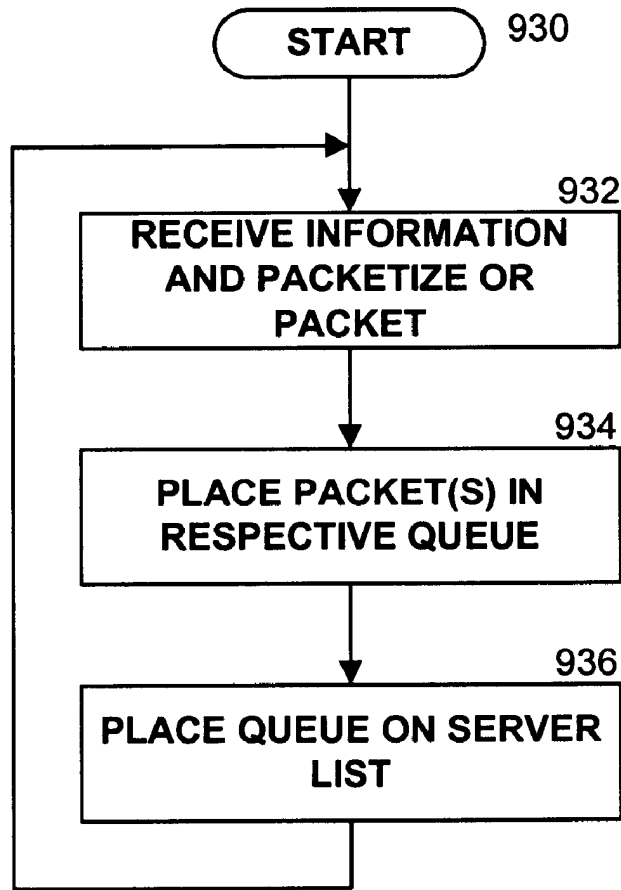 START
930
932
RECEIVE INFORMATION
AND PACKETIZE OR
PACKET
934
PLACE PACKET(S) IN
RESPECTIVE QUEUE
936
PLACE QUEUE ON SERVER
LIST